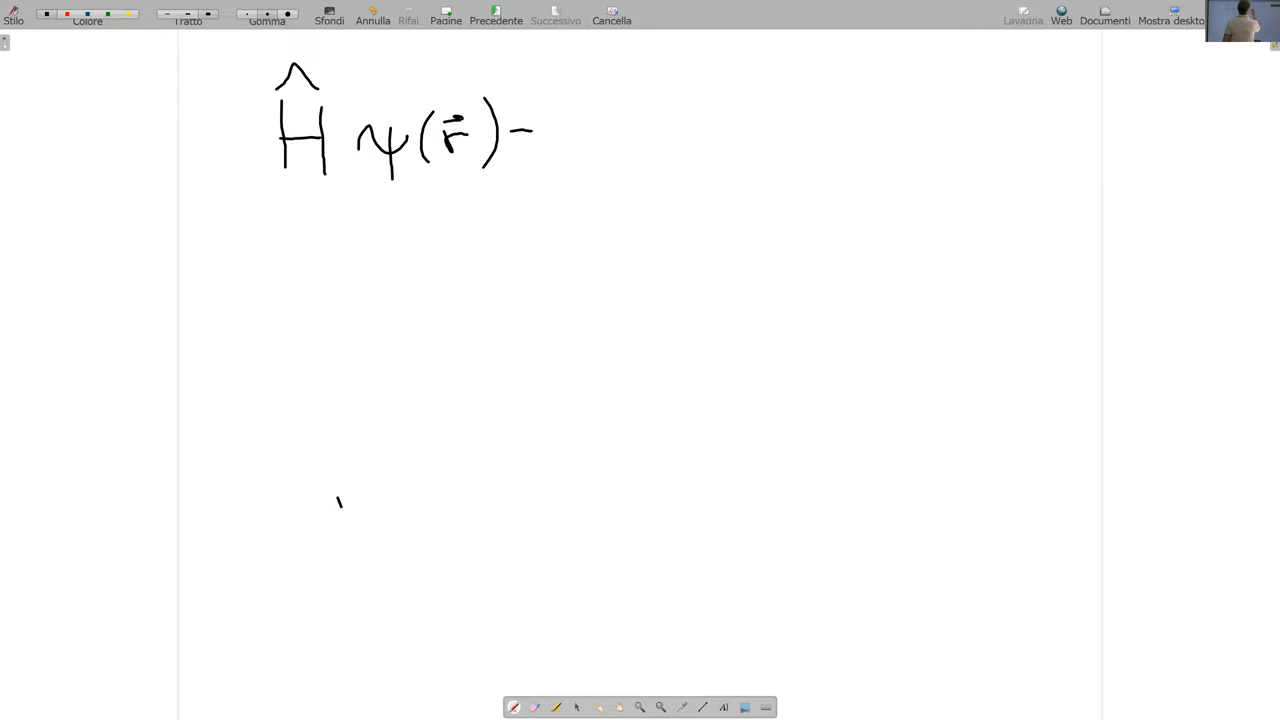 Stilo Colore Tratto Gomma Sfondi Annulla Rifai Pagine Precedente Successivo Cancella Lavagna Web Documenti Mostra deskto
Ĥ ψ(r⃗) -